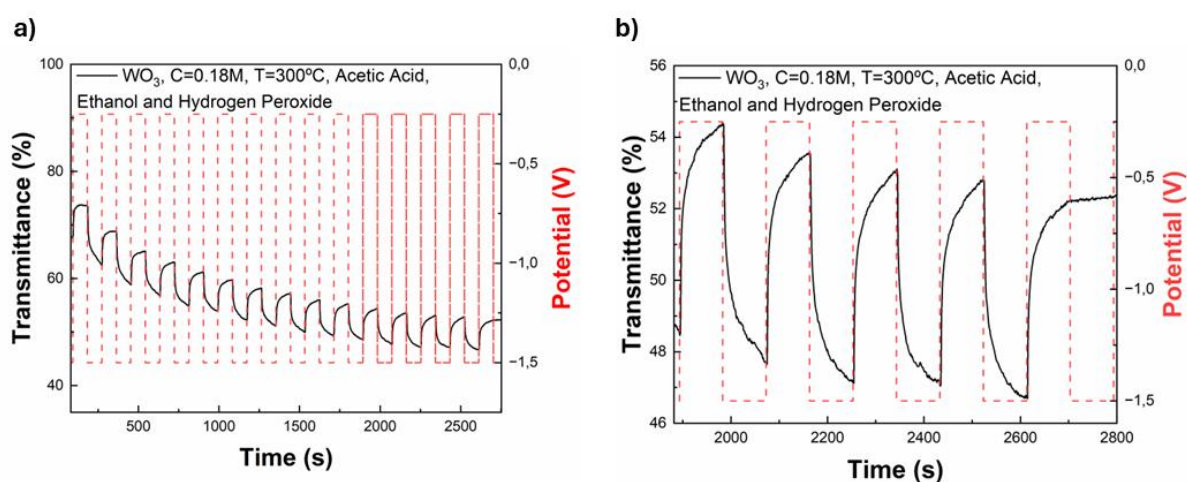 a)
WO₃, C=0.18M, T=300ºC, Acetic Acid,
Ethanol and Hydrogen Peroxide
Transmittance (%)
100
80
60
40
500
1000
1500
2000
2500
Time (s)
0,0
−0,5
−1,0
−1,5
Potential (V)
b)
WO₃, C=0.18M, T=300ºC, Acetic Acid,
Ethanol and Hydrogen Peroxide
Transmittance (%)
56
54
52
50
48
46
2000
2200
2400
2600
2800
Time (s)
0,0
−0,5
−1,0
−1,5
Potential (V)